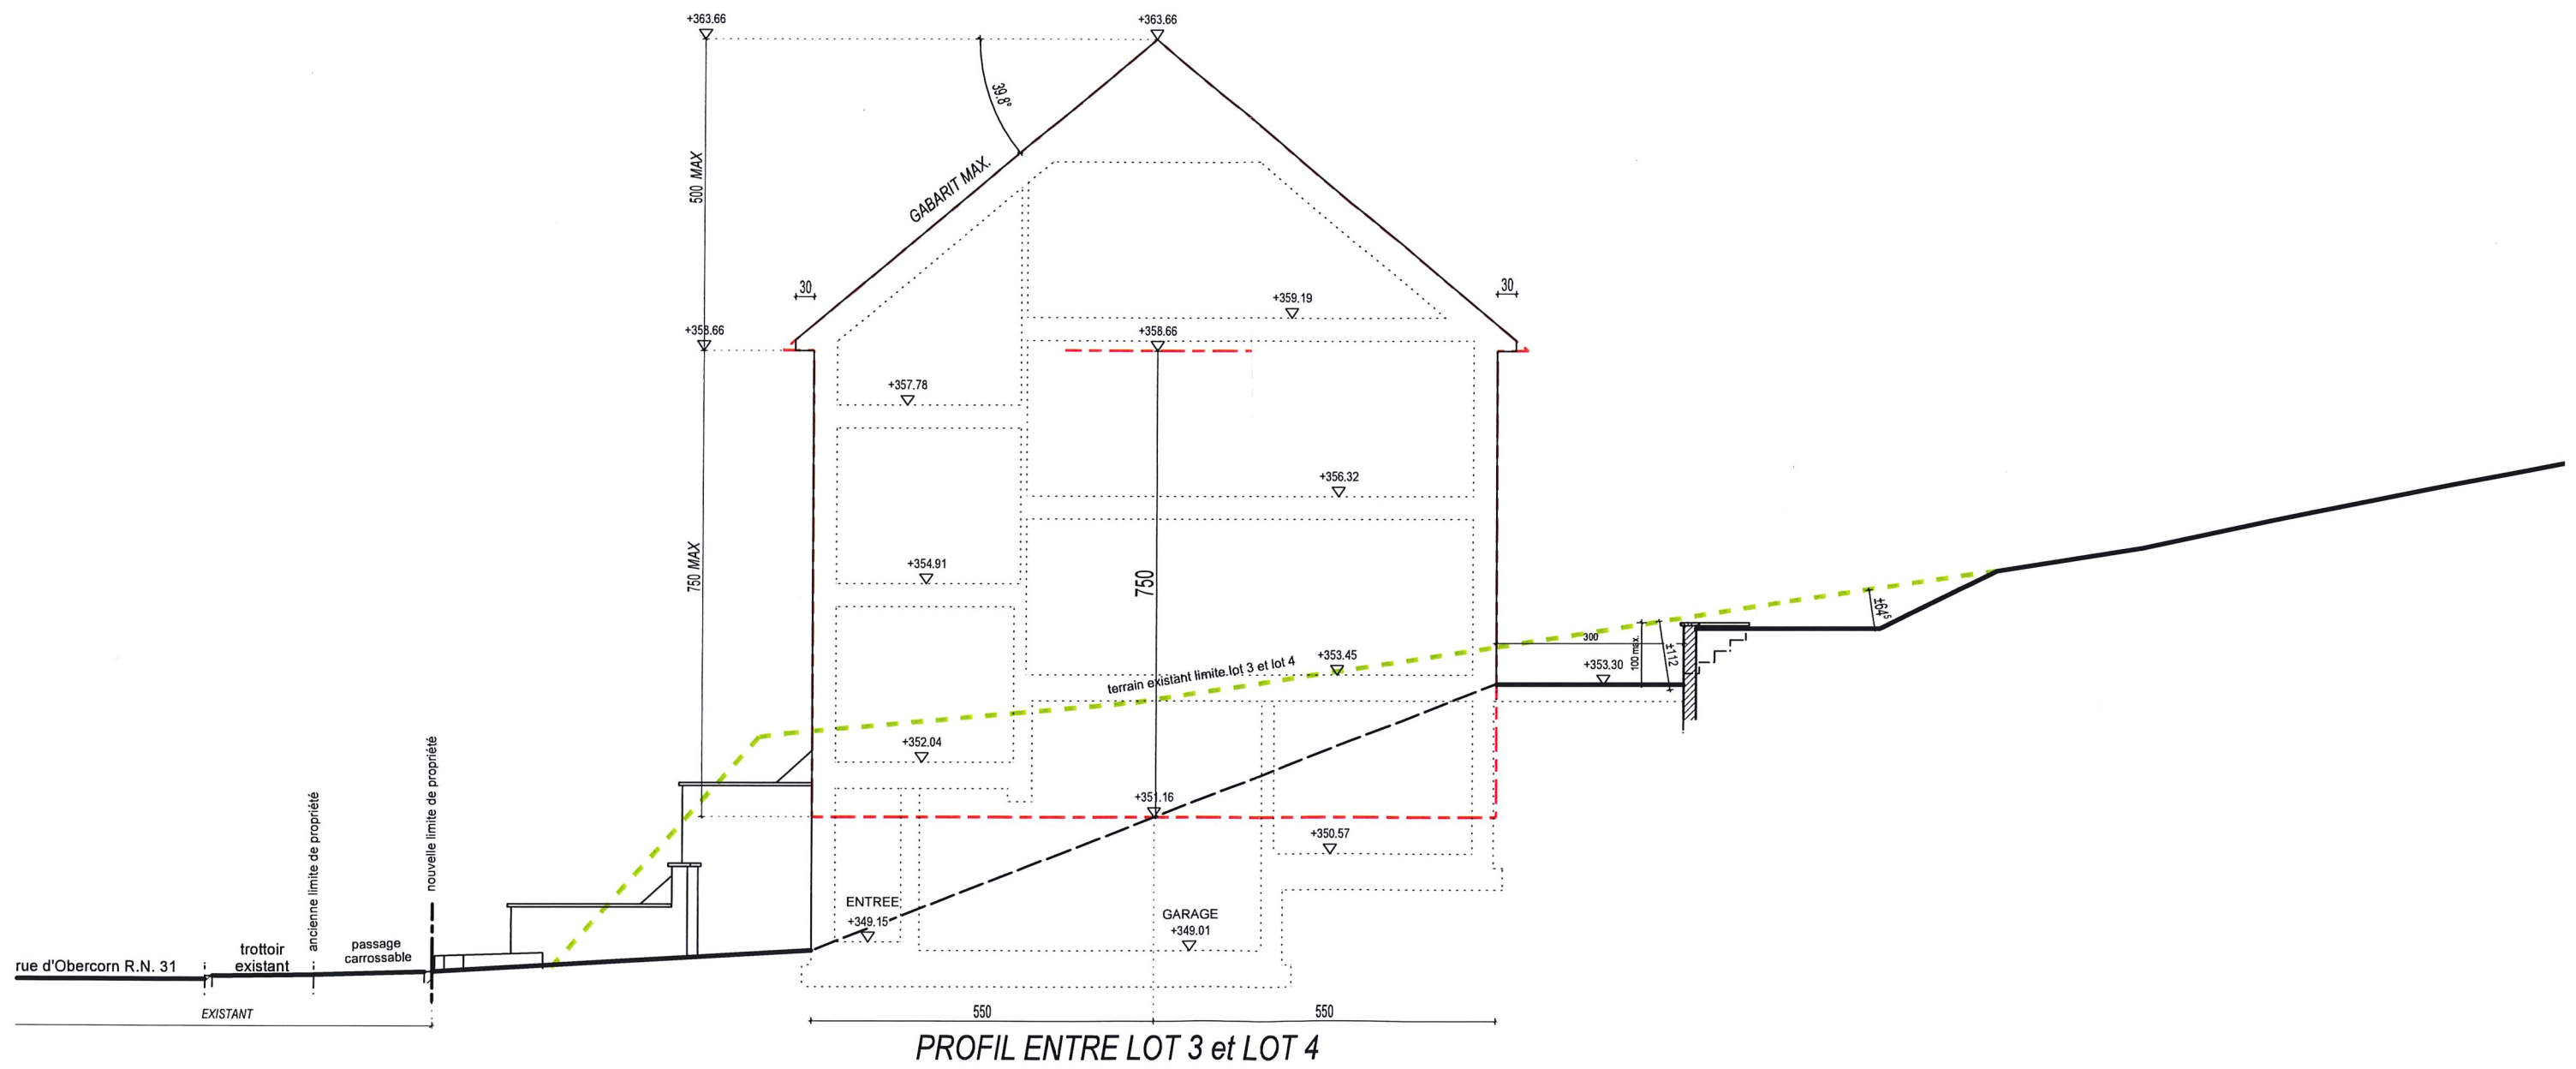 +363.66
+363.66
39.8°
500 MAX
GABARIT MAX.
30
30
+359.19
+358.66
+358.66
+357.78
+356.32
750 MAX
+354.91
750
±64⁵
300
100 max.
±112
+353.45
+353.30
terrain existant limite lot 3 et lot 4
+352.04
+351.16
+350.57
nouvelle limite de propriété
ancienne limite de propriété
ENTREE
+349.15
GARAGE
+349.01
rue d'Obercorn R.N. 31
trottoir
existant
passage
carrossable
EXISTANT
550
550
PROFIL ENTRE LOT 3 et LOT 4